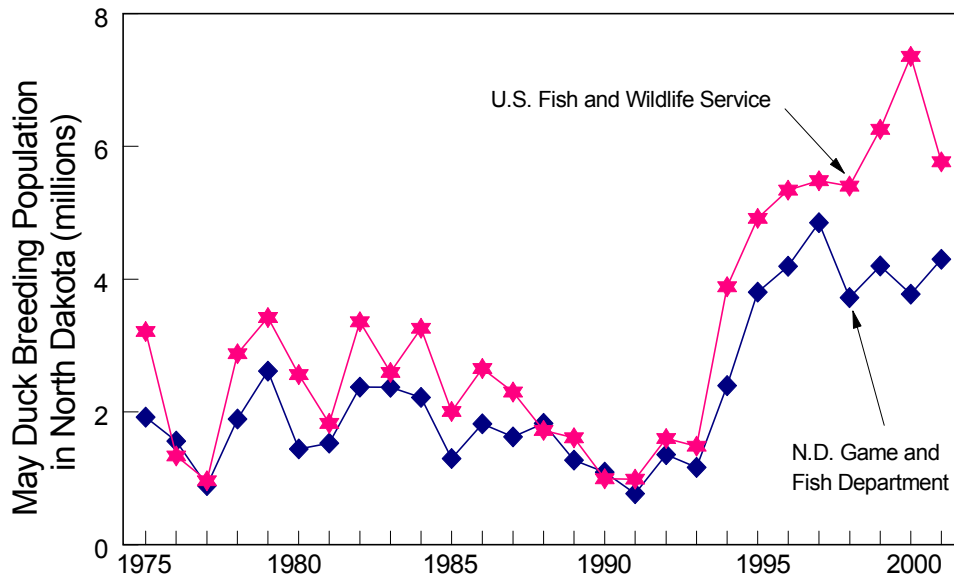 May Duck Breeding Population
in North Dakota (millions)
8
6
4
2
0
U.S. Fish and Wildlife Service
N.D. Game and
Fish Department
1975 1980 1985 1990 1995 2000